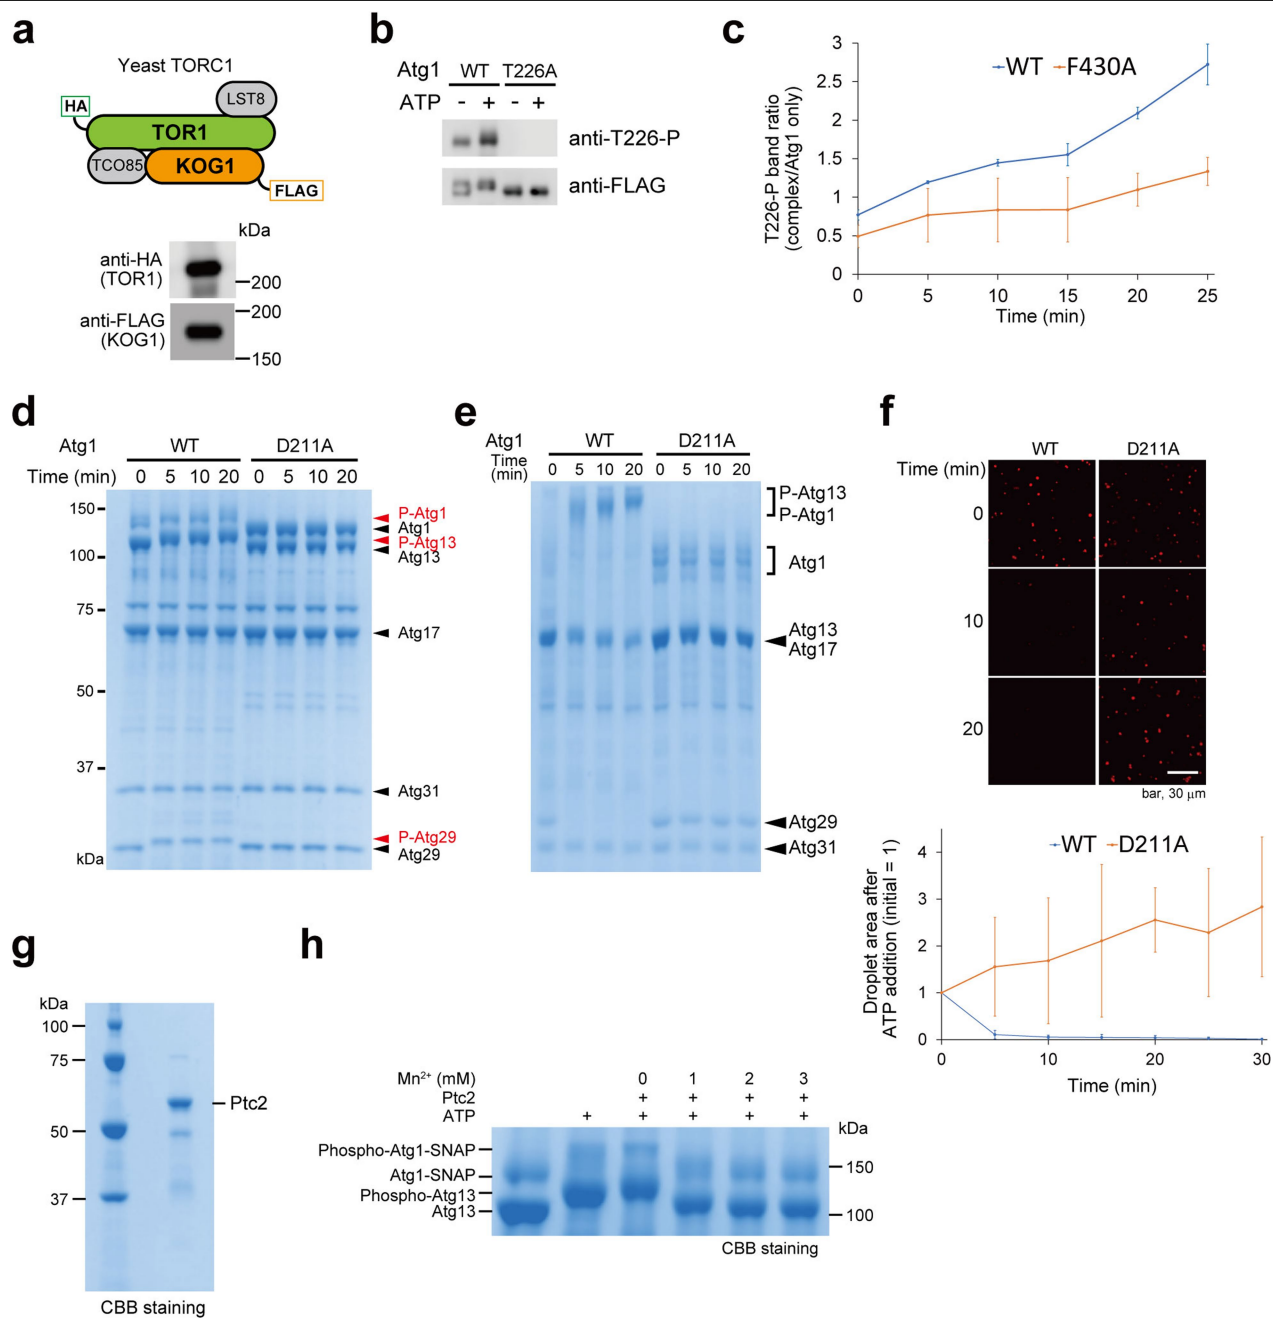 a
Yeast TORC1
HA
LST8
TOR1
TCO85
KOG1
FLAG
kDa
anti-HA
(TOR1)
200
anti-FLAG
(KOG1)
200
150
b
Atg1 WT T226A
ATP - + - +
anti-T226-P
anti-FLAG
c
T226-P band ratio
(complex/Atg1 only)
3
2.5
2
1.5
1
0.5
0
WT F430A
0 5 10 15 20 25
Time (min)
d
Atg1 WT D211A
Time (min) 0 5 10 20 0 5 10 20
150
100
75
50
37
kDa
P-Atg1
Atg1
P-Atg13
Atg13
Atg17
Atg31
P-Atg29
Atg29
e
Atg1 WT D211A
Time
(min)
0 5 10 20 0 5 10 20
P-Atg13
P-Atg1
Atg1
Atg13
Atg17
Atg29
Atg31
f
WT D211A
Time (min)
0
10
20
bar, 30 μm
Droplet area after
ATP addition (initial = 1)
WT D211A
4
3
2
1
0
0 10 20 30
Time (min)
g
kDa
100
75
50
37
Ptc2
CBB staining
h
Mn2+ (mM) 0 1 2 3
Ptc2 + + + +
ATP + + + + +
kDa
Phospho-Atg1-SNAP
Atg1-SNAP
Phospho-Atg13
Atg13
150
100
CBB staining